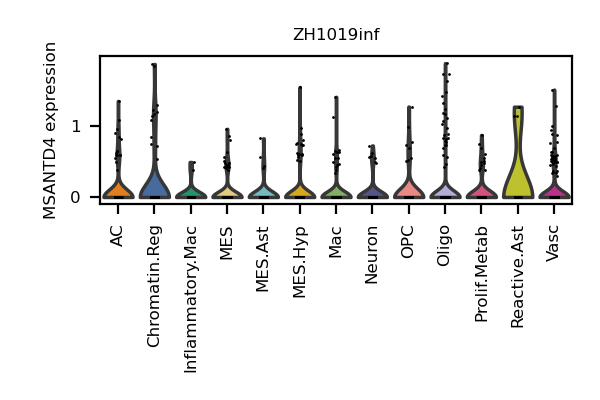 ZH1019inf
MSANTD4 expression
1
0
AC
Chromatin.Reg
Inflammatory.Mac
MES
MES.Ast
MES.Hyp
Mac
Neuron
OPC
Oligo
Prolif.Metab
Reactive.Ast
Vasc